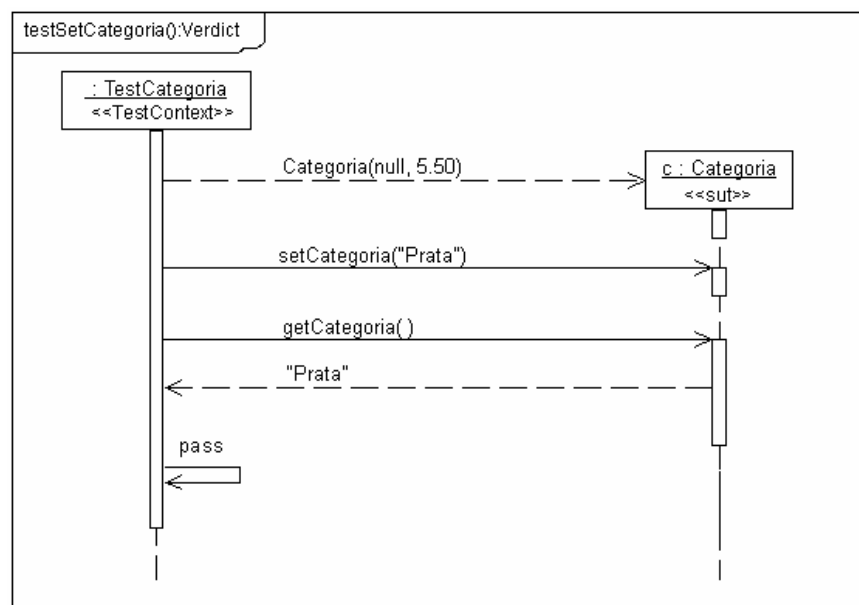 testSetCategoria():Verdict
: TestCategoria
<<TestContext>>
Categoria(null, 5.50)
c : Categoria
<<sut>>
setCategoria("Prata")
getCategoria( )
"Prata"
pass